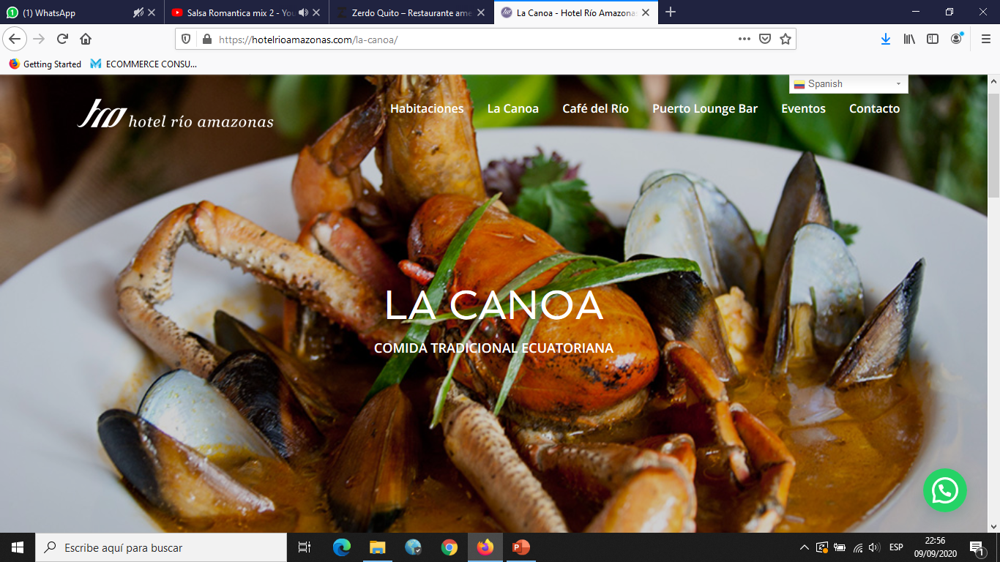 (1) WhatsApp
Salsa Romantica mix 2 - You
Zerdo Quito – Restaurante ame
La Canoa - Hotel Río Amazonas
https://hotelrioamazonas.com/la-canoa/
Getting Started
ECOMMERCE CONSU...
Spanish
hotel río amazonas
Habitaciones La Canoa Café del Río Puerto Lounge Bar Eventos Contacto
LA CANOA
COMIDA TRADICIONAL ECUATORIANA
Escribe aquí para buscar
ESP
22:56
09/09/2020
1